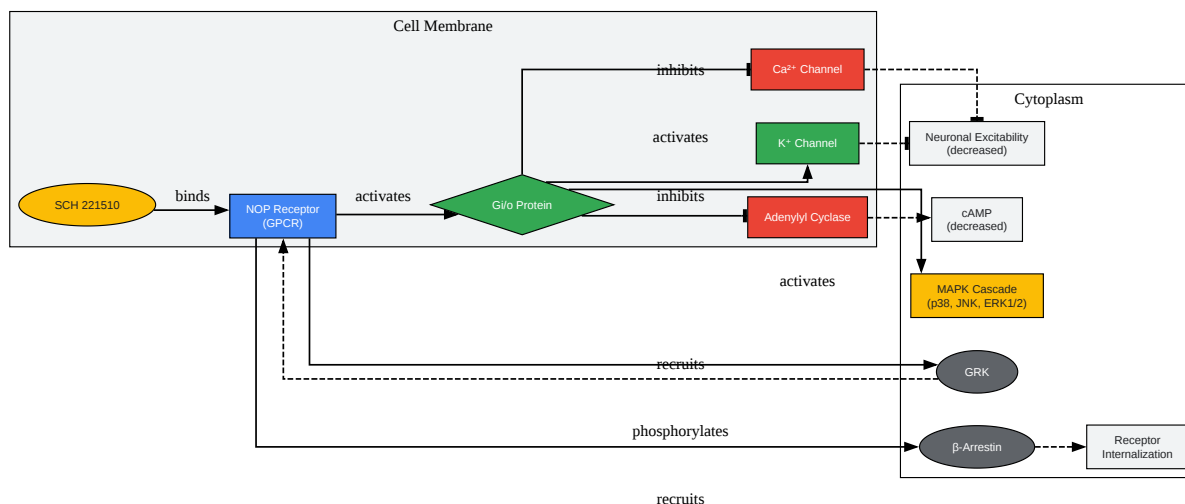 Cell Membrane
inhibits
Ca²⁺ Channel
Cytoplasm
activates
K⁺ Channel
Neuronal Excitability
(decreased)
SCH 221510
binds
NOP Receptor
(GPCR)
activates
Gi/o Protein
inhibits
Adenylyl Cyclase
cAMP
(decreased)
activates
MAPK Cascade
(p38, JNK, ERK1/2)
recruits
GRK
phosphorylates
β-Arrestin
Receptor
Internalization
recruits